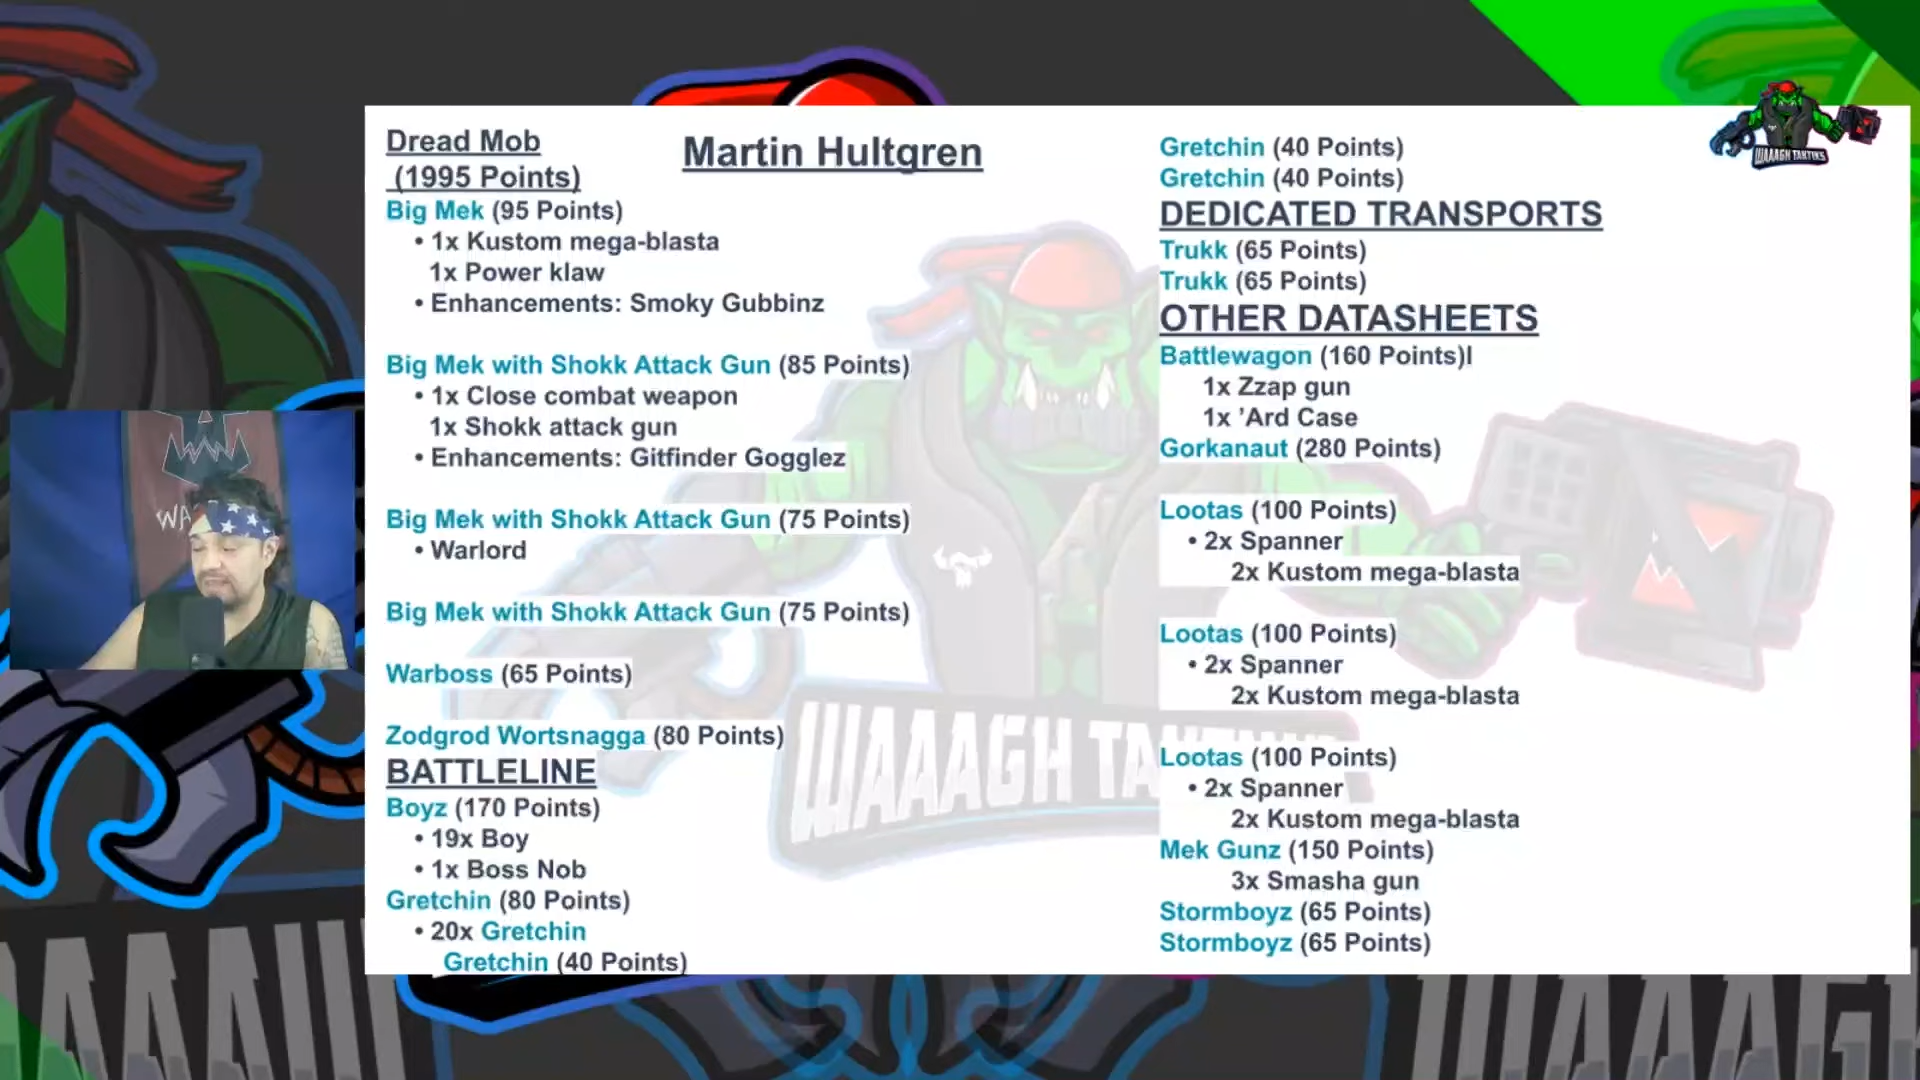 Dread Mob
(1995 Points)
Martin Hultgren
Big Mek (95 Points)
• 1x Kustom mega-blasta
1x Power klaw
• Enhancements: Smoky Gubbinz
Big Mek with Shokk Attack Gun (85 Points)
• 1x Close combat weapon
1x Shokk attack gun
• Enhancements: Gitfinder Gogglez
Big Mek with Shokk Attack Gun (75 Points)
• Warlord
Big Mek with Shokk Attack Gun (75 Points)
Warboss (65 Points)
Zodgrod Wortsnagga (80 Points)
BATTLELINE
Boyz (170 Points)
• 19x Boy
• 1x Boss Nob
Gretchin (80 Points)
• 20x Gretchin
Gretchin (40 Points)
Gretchin (40 Points)
Gretchin (40 Points)
DEDICATED TRANSPORTS
Trukk (65 Points)
Trukk (65 Points)
OTHER DATASHEETS
Battlewagon (160 Points)l
1x Zzap gun
1x ’Ard Case
Gorkanaut (280 Points)
Lootas (100 Points)
• 2x Spanner
2x Kustom mega-blasta
Lootas (100 Points)
• 2x Spanner
2x Kustom mega-blasta
Lootas (100 Points)
• 2x Spanner
2x Kustom mega-blasta
Mek Gunz (150 Points)
3x Smasha gun
Stormboyz (65 Points)
Stormboyz (65 Points)
WAAAGH TAKTIKS
WAAAGH TA
WA